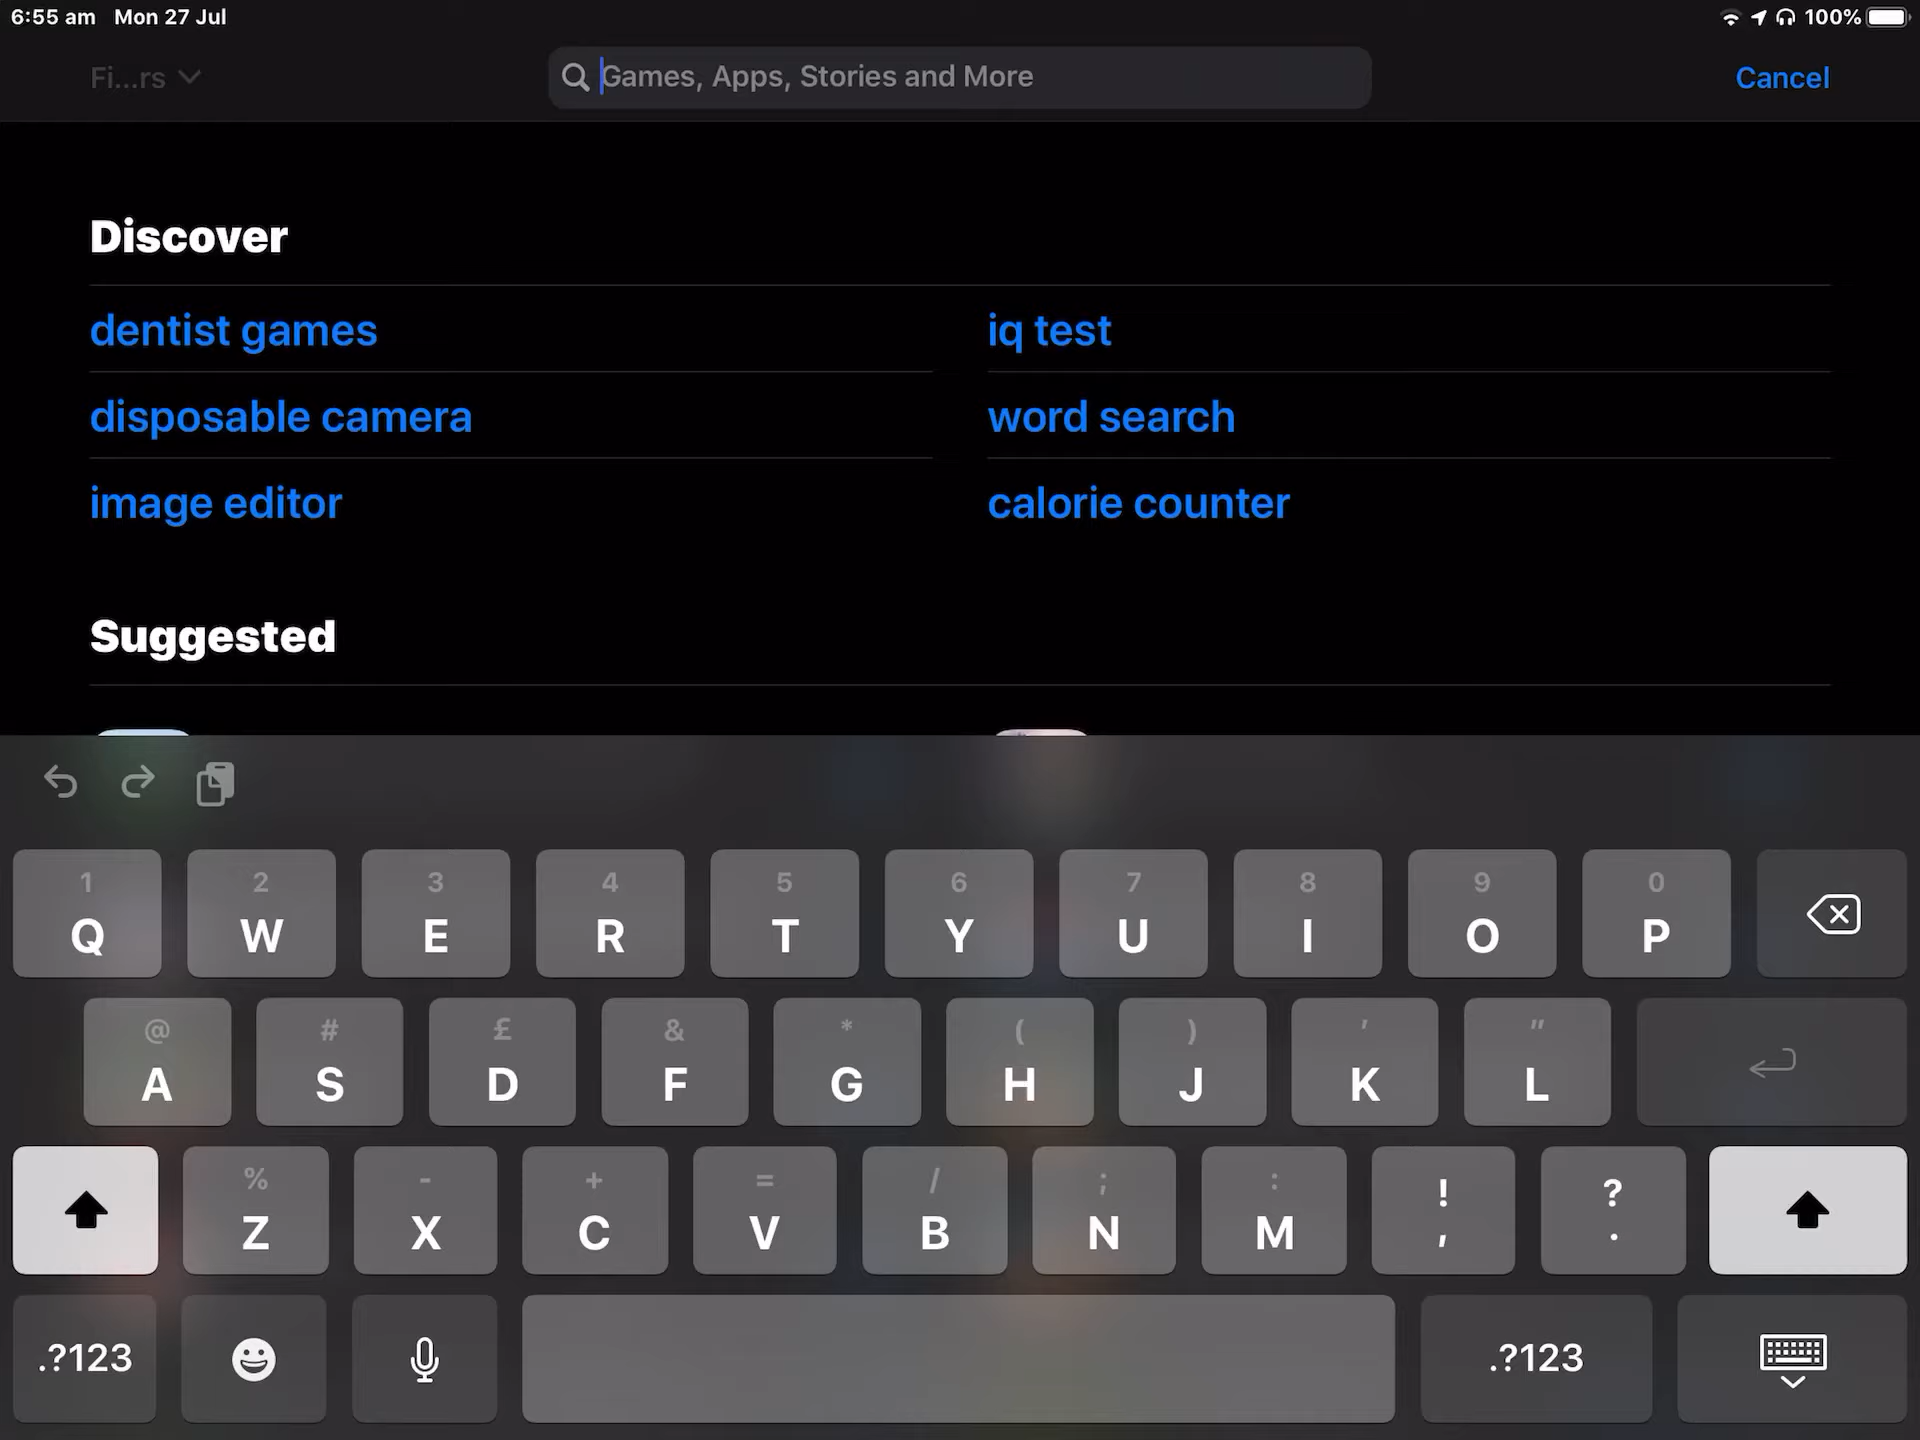 6:55 am Mon 27 Jul 100%
Fi...rs Games, Apps, Stories and More Cancel
Discover
dentist games iq test
disposable camera word search
image editor calorie counter
Suggested
1 2 3 4 5 6 7 8 9 0
Q W E R T Y U I O P
@ # £ & * ( ) ' "
A S D F G H J K L
% - + = / ; : ! ?
Z X C V B N M , .
.?123 .?123